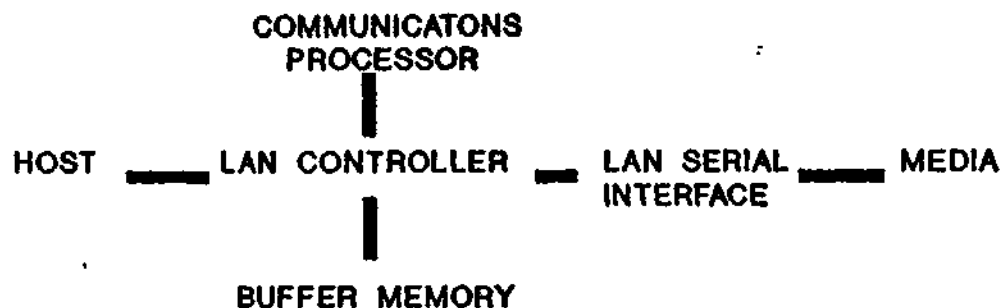 COMMUNICATONS
PROCESSOR
HOST
LAN CONTROLLER
LAN SERIAL
INTERFACE
MEDIA
BUFFER MEMORY